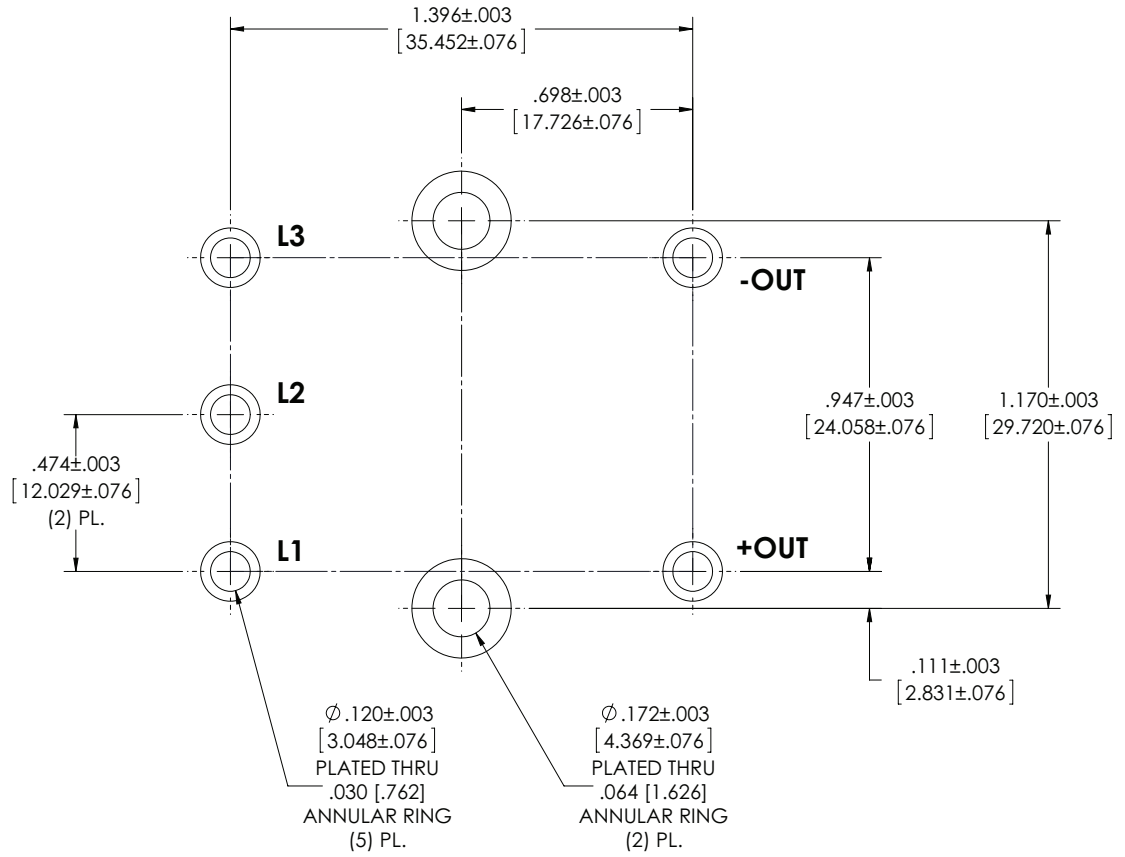 1.396±.003
[35.452±.076]
.698±.003
[17.726±.076]
L3
-OUT
L2
.947±.003
[24.058±.076]
1.170±.003
[29.720±.076]
.474±.003
[12.029±.076]
(2) PL.
L1
+OUT
.111±.003
[2.831±.076]
∅.120±.003
[3.048±.076]
PLATED THRU
.030 [.762]
ANNULAR RING
(5) PL.
∅.172±.003
[4.369±.076]
PLATED THRU
.064 [1.626]
ANNULAR RING
(2) PL.